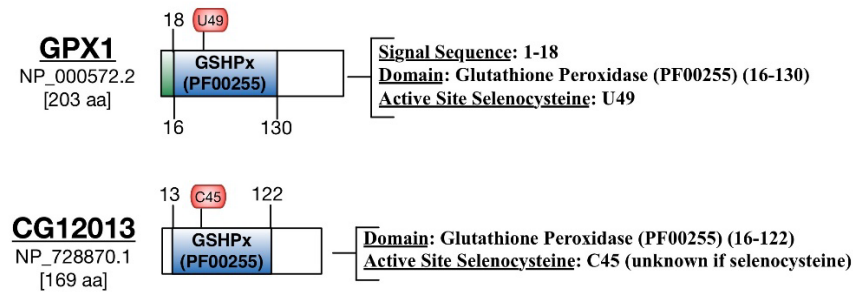 18 U49
GPX1
NP_000572.2
[203 aa]
GSHPx
(PF00255)
16 130
Signal Sequence: 1-18
Domain: Glutathione Peroxidase (PF00255) (16-130)
Active Site Selenocysteine: U49
13 C45 122
CG12013
NP_728870.1
[169 aa]
GSHPx
(PF00255)
Domain: Glutathione Peroxidase (PF00255) (16-122)
Active Site Selenocysteine: C45 (unknown if selenocysteine)